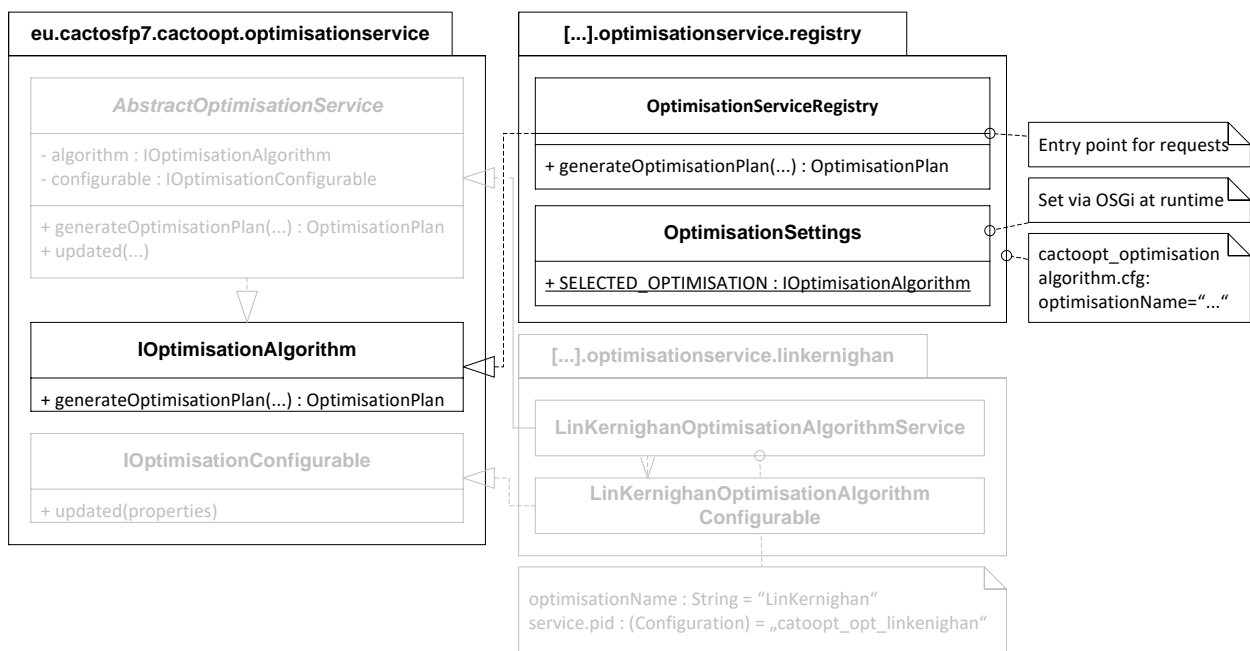 eu.cactosfp7.cactoopt.optimisationservice
AbstractOptimisationService
- algorithm : IOptimisationAlgorithm
- configurable : IOptimisationConfigurable
+ generateOptimisationPlan(...) : OptimisationPlan
+ updated(...)
IOptimisationAlgorithm
+ generateOptimisationPlan(...) : OptimisationPlan
IOptimisationConfigurable
+ updated(properties)
[...].optimisationservice.registry
OptimisationServiceRegistry
+ generateOptimisationPlan(...) : OptimisationPlan
OptimisationSettings
+ SELECTED_OPTIMISATION : IOptimisationAlgorithm
Entry point for requests
Set via OSGi at runtime
cactoopt_optimisation
algorithm.cfg:
optimisationName=“...“
[...].optimisationservice.linkernighan
LinKernighanOptimisationAlgorithmService
LinKernighanOptimisationAlgorithm
Configurable
optimisationName : String = “LinKernighan“
service.pid : (Configuration) = „catoopt_opt_linkenighan“